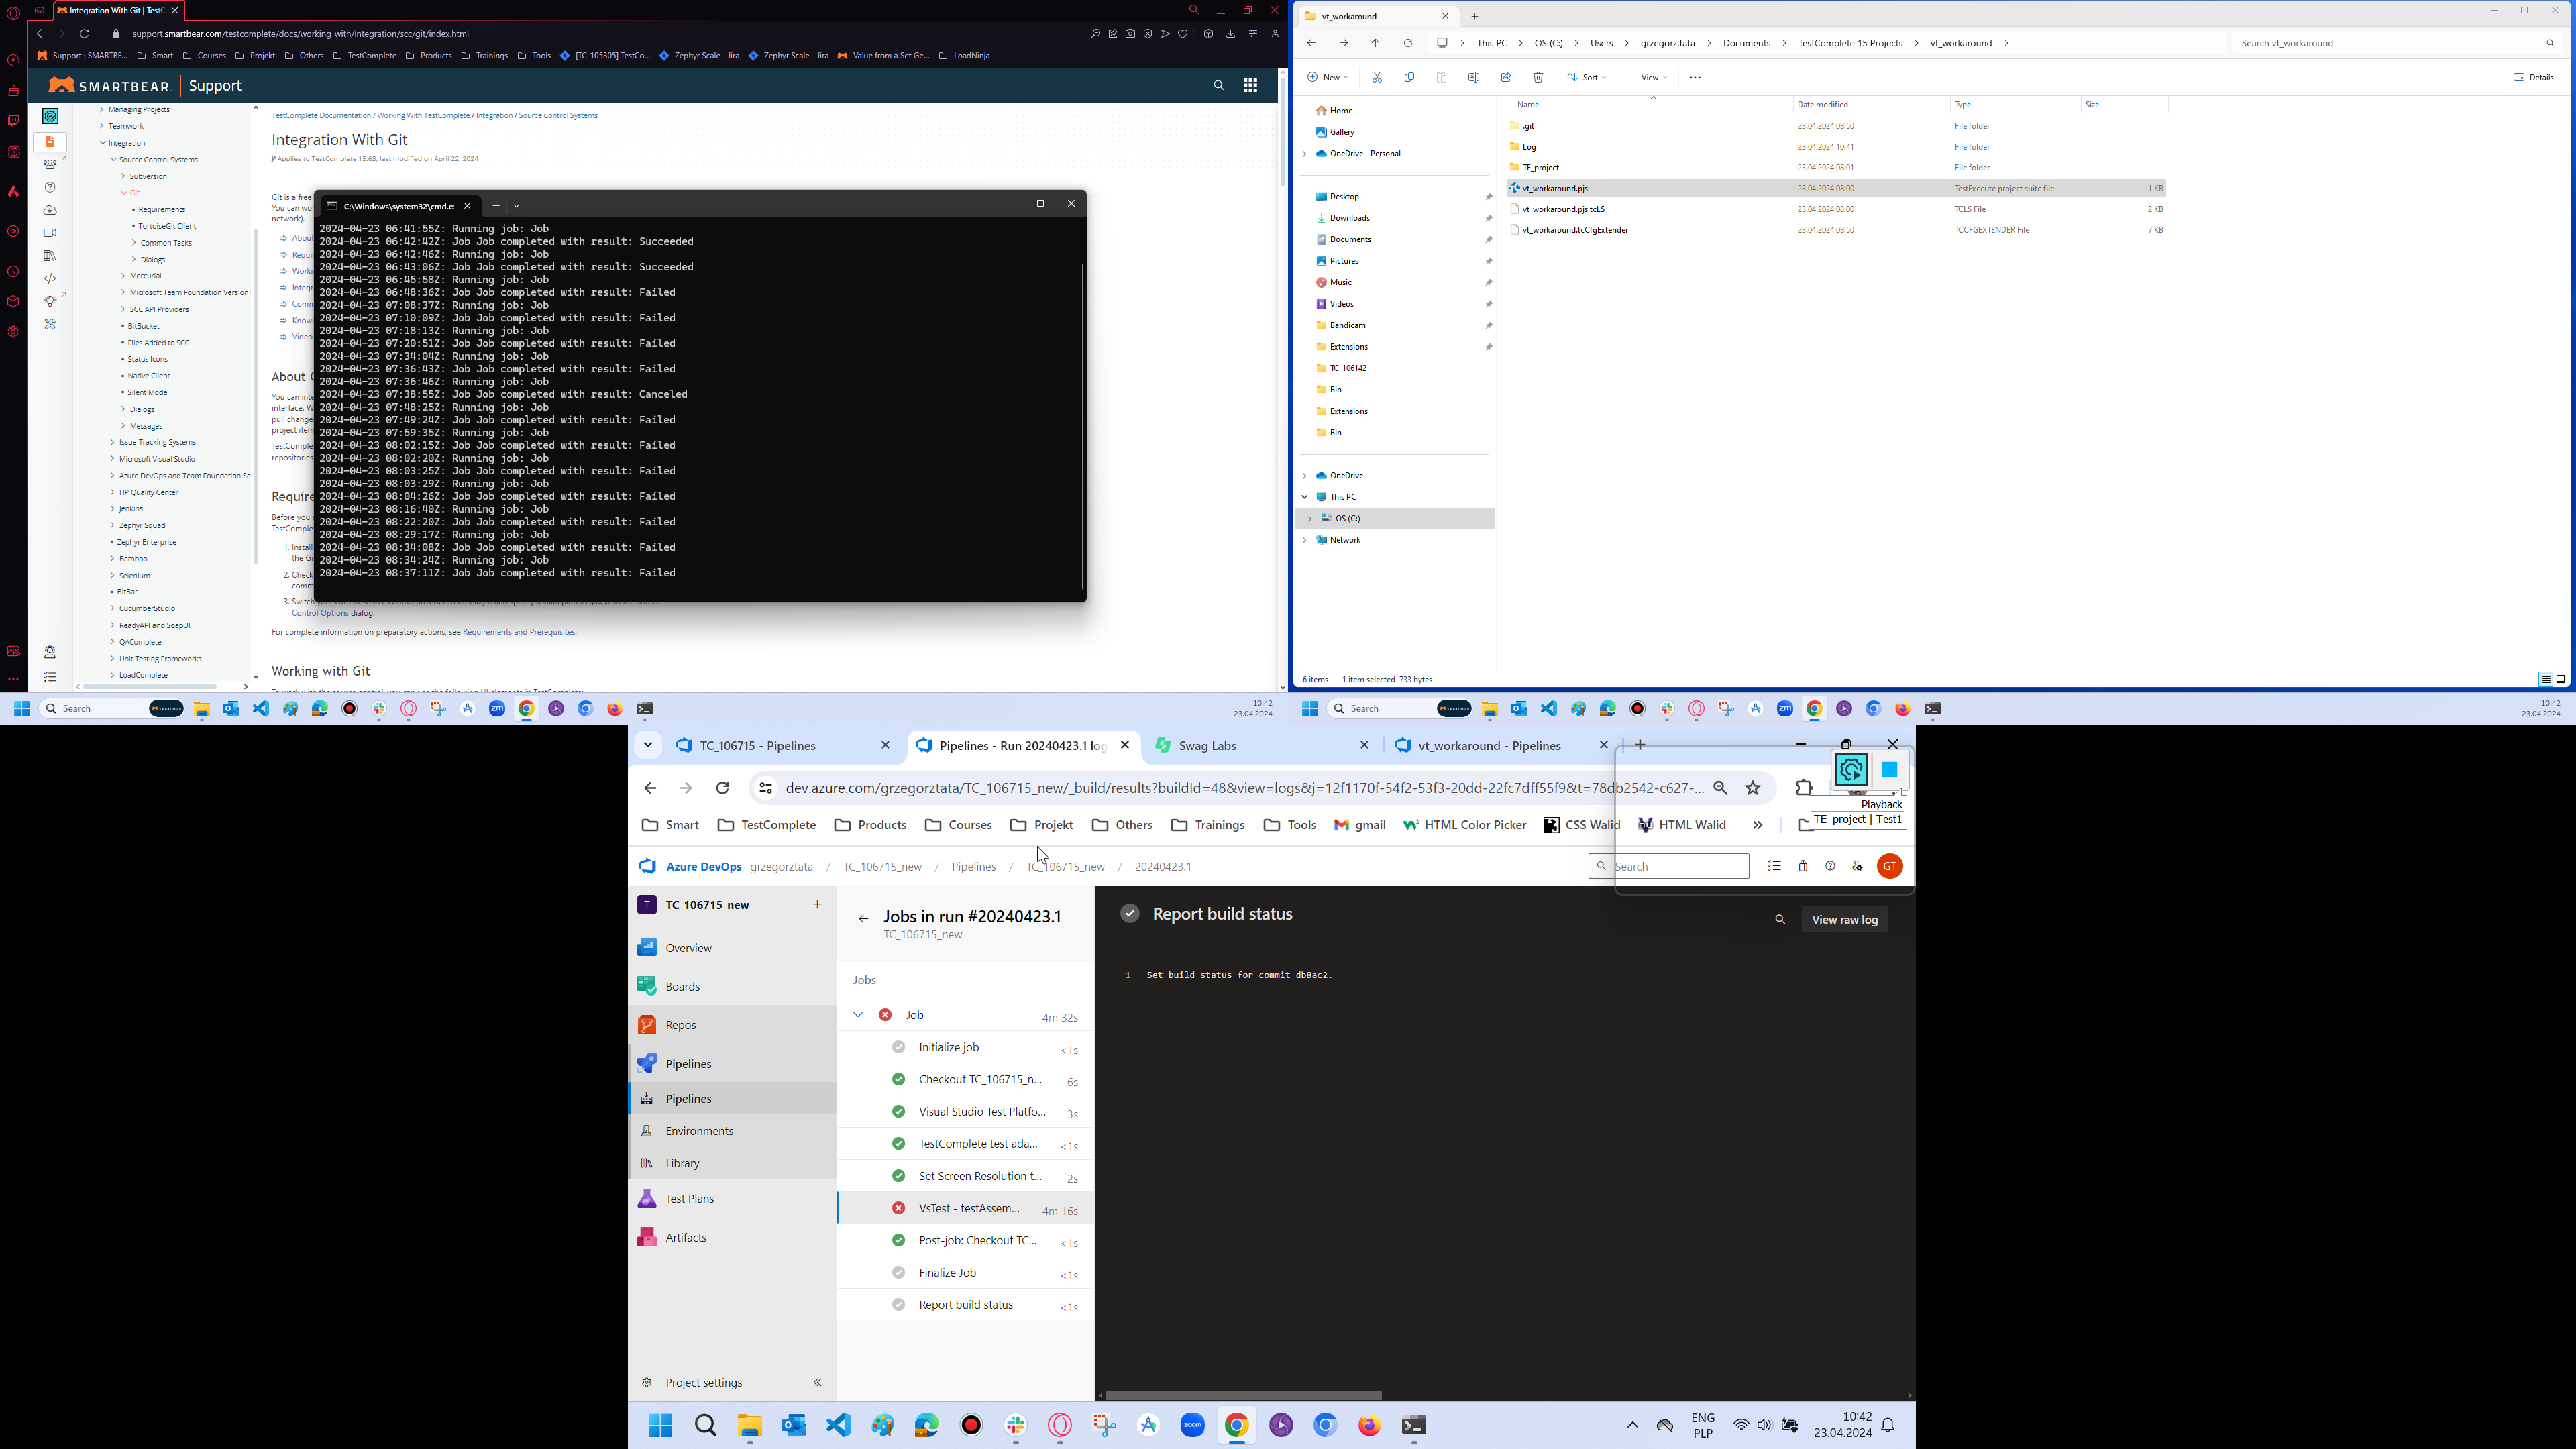 Integration With Git | TestC
support.smartbear.com/testcomplete/docs/working-with/integration/scc/git/index.html
Support : SMARTBE...
Smart
Courses
Projekt
Others
TestComplete
Products
Trainings
Tools
[TC-105305] TestCo...
Zephyr Scale - Jira
Zephyr Scale - Jira
Value from a Set Ge...
LoadNinja
SMARTBEAR
Support
Managing Projects
Teamwork
Integration
Source Control Systems
Subversion
Git
Requirements
TortoiseGit Client
Common Tasks
Dialogs
Mercurial
Microsoft Team Foundation Version
SCC API Providers
BitBucket
Files Added to SCC
Status Icons
Native Client
Silent Mode
Dialogs
Messages
Issue-Tracking Systems
Microsoft Visual Studio
Azure DevOps and Team Foundation Se
HP Quality Center
Jenkins
Zephyr Squad
Zephyr Enterprise
Bamboo
Selenium
BitBar
CucumberStudio
ReadyAPI and SoapUI
QAComplete
Unit Testing Frameworks
LoadComplete
TestComplete Documentation / Working With TestComplete / Integration / Source Control Systems
Integration With Git
Applies to TestComplete 15.63, last modified on April 22, 2024
Git is a free
You can wor
network).
About
Requi
Worki
Integr
Comm
Know
Video
About
You can inte
interface. W
pull change
project item
TestComple
repositories
Require
Before you
TestComple
1. Install
the Gi
2. Check
comm
3. Switch
Control Options dialog.
For complete information on preparatory actions, see Requirements and Prerequisites.
Working with Git
C:\Windows\system32\cmd.e:
2024-04-23 06:41:55Z: Running job: Job
2024-04-23 06:42:42Z: Job Job completed with result: Succeeded
2024-04-23 06:42:46Z: Running job: Job
2024-04-23 06:43:06Z: Job Job completed with result: Succeeded
2024-04-23 06:45:58Z: Running job: Job
2024-04-23 06:48:36Z: Job Job completed with result: Failed
2024-04-23 07:08:37Z: Running job: Job
2024-04-23 07:10:09Z: Job Job completed with result: Failed
2024-04-23 07:18:13Z: Running job: Job
2024-04-23 07:20:51Z: Job Job completed with result: Failed
2024-04-23 07:34:04Z: Running job: Job
2024-04-23 07:36:43Z: Job Job completed with result: Failed
2024-04-23 07:36:46Z: Running job: Job
2024-04-23 07:38:55Z: Job Job completed with result: Canceled
2024-04-23 07:48:25Z: Running job: Job
2024-04-23 07:49:24Z: Job Job completed with result: Failed
2024-04-23 07:59:35Z: Running job: Job
2024-04-23 08:02:15Z: Job Job completed with result: Failed
2024-04-23 08:02:20Z: Running job: Job
2024-04-23 08:03:25Z: Job Job completed with result: Failed
2024-04-23 08:03:29Z: Running job: Job
2024-04-23 08:04:26Z: Job Job completed with result: Failed
2024-04-23 08:16:40Z: Running job: Job
2024-04-23 08:22:20Z: Job Job completed with result: Failed
2024-04-23 08:29:17Z: Running job: Job
2024-04-23 08:34:08Z: Job Job completed with result: Failed
2024-04-23 08:34:24Z: Running job: Job
2024-04-23 08:37:11Z: Job Job completed with result: Failed
Search
10:42
23.04.2024
vt_workaround
This PC > OS (C:) > Users > grzegorz.tata > Documents > TestComplete 15 Projects > vt_workaround >
Search vt_workaround
New
Sort
View
Details
Home
Gallery
OneDrive - Personal
Desktop
Downloads
Documents
Pictures
Music
Videos
Bandicam
Extensions
TC_106142
Bin
Extensions
Bin
OneDrive
This PC
OS (C:)
Network
Name Date modified Type Size
.git 23.04.2024 08:50 File folder
Log 23.04.2024 10:41 File folder
TE_project 23.04.2024 08:01 File folder
vt_workaround.pjs 23.04.2024 08:00 TestExecute project suite file 1 KB
vt_workaround.pjs.tcLS 23.04.2024 08:00 TCLS File 2 KB
vt_workaround.tcCfgExtender 23.04.2024 08:50 TCCFGEXTENDER File 7 KB
6 items 1 item selected 733 bytes
Search
10:42
23.04.2024
TC_106715 - Pipelines
Pipelines - Run 20240423.1 log
Swag Labs
vt_workaround - Pipelines
dev.azure.com/grzegorztata/TC_106715_new/_build/results?buildId=48&view=logs&j=12f1170f-54f2-53f3-20dd-22fc7dff55f9&t=78db2542-c627-...
Smart
TestComplete
Products
Courses
Projekt
Others
Trainings
Tools
gmail
HTML Color Picker
CSS Walid
HTML Walid
Playback
TE_project | Test1
Azure DevOps grzegorztata / TC_106715_new / Pipelines / TC_106715_new / 20240423.1
Search
GT
T TC_106715_new
Overview
Boards
Repos
Pipelines
Pipelines
Environments
Library
Test Plans
Artifacts
Project settings
Jobs in run #20240423.1
TC_106715_new
Jobs
Job 4m 32s
Initialize job <1s
Checkout TC_106715_n... 6s
Visual Studio Test Platfo... 3s
TestComplete test ada... <1s
Set Screen Resolution t... 2s
VsTest - testAssem... 4m 16s
Post-job: Checkout TC... <1s
Finalize Job <1s
Report build status <1s
Report build status
View raw log
1 Set build status for commit db8ac2.
ENG
PLP
10:42
23.04.2024